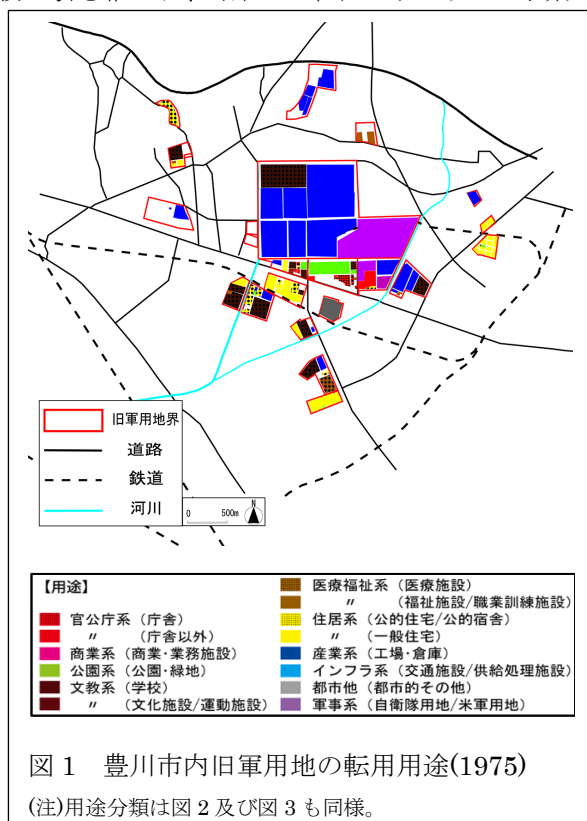 旧軍用地界
道路
鉄道
河川
0 500m
N
【用途】
官公庁系(庁舎)
〃 (庁舎以外)
商業系(商業・業務施設)
公園系(公園・緑地)
文教系(学校)
〃 (文化施設/運動施設)
医療福祉系(医療施設)
〃 (福祉施設/職業訓練施設)
住居系(公的住宅/公的宿舎)
〃 (一般住宅)
産業系(工場・倉庫)
インフラ系(交通施設/供給処理施設)
都市他(都市的その他)
軍事系(自衛隊用地/米軍用地)
図 1 豊川市内旧軍用地の転用用途(1975)
(注)用途分類は図 2 及び図 3 も同様。